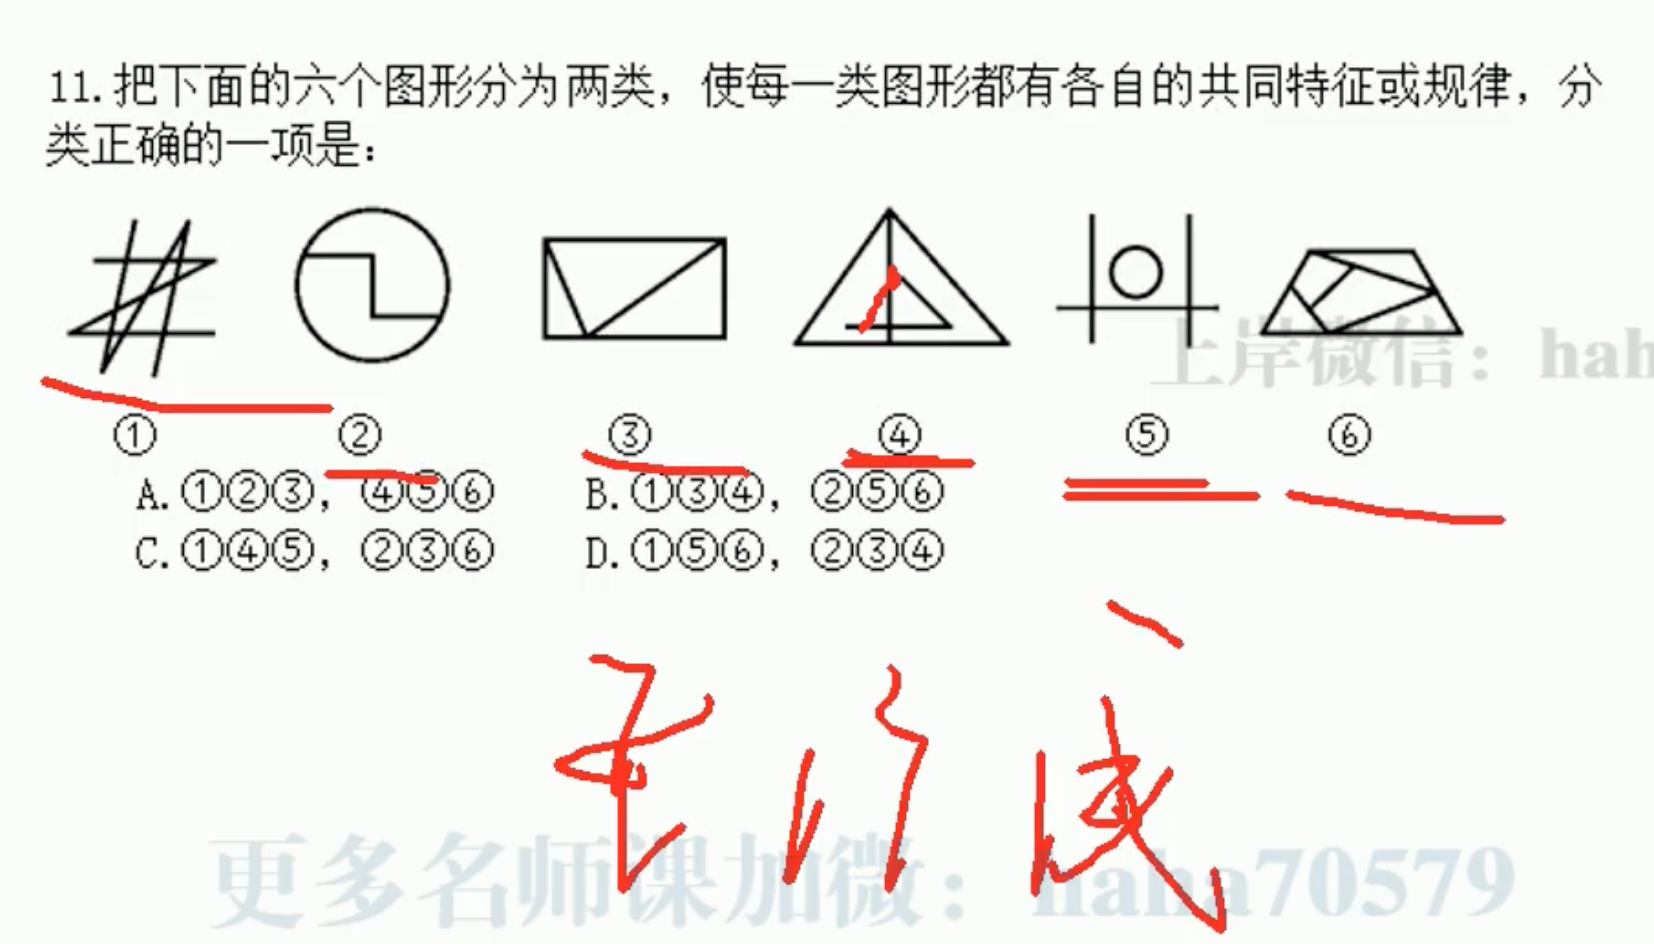 11.把下面的六个图形分为两类，使每一类图形都有各自的共同特征或规律，分
类正确的一项是：
上岸微信：hah
① ② ③ ④ ⑤ ⑥
A.①②③，④⑤⑥ B.①③④，②⑤⑥
C.①④⑤，②③⑥ D.①⑤⑥，②③④
更多名师课加微：haha70579